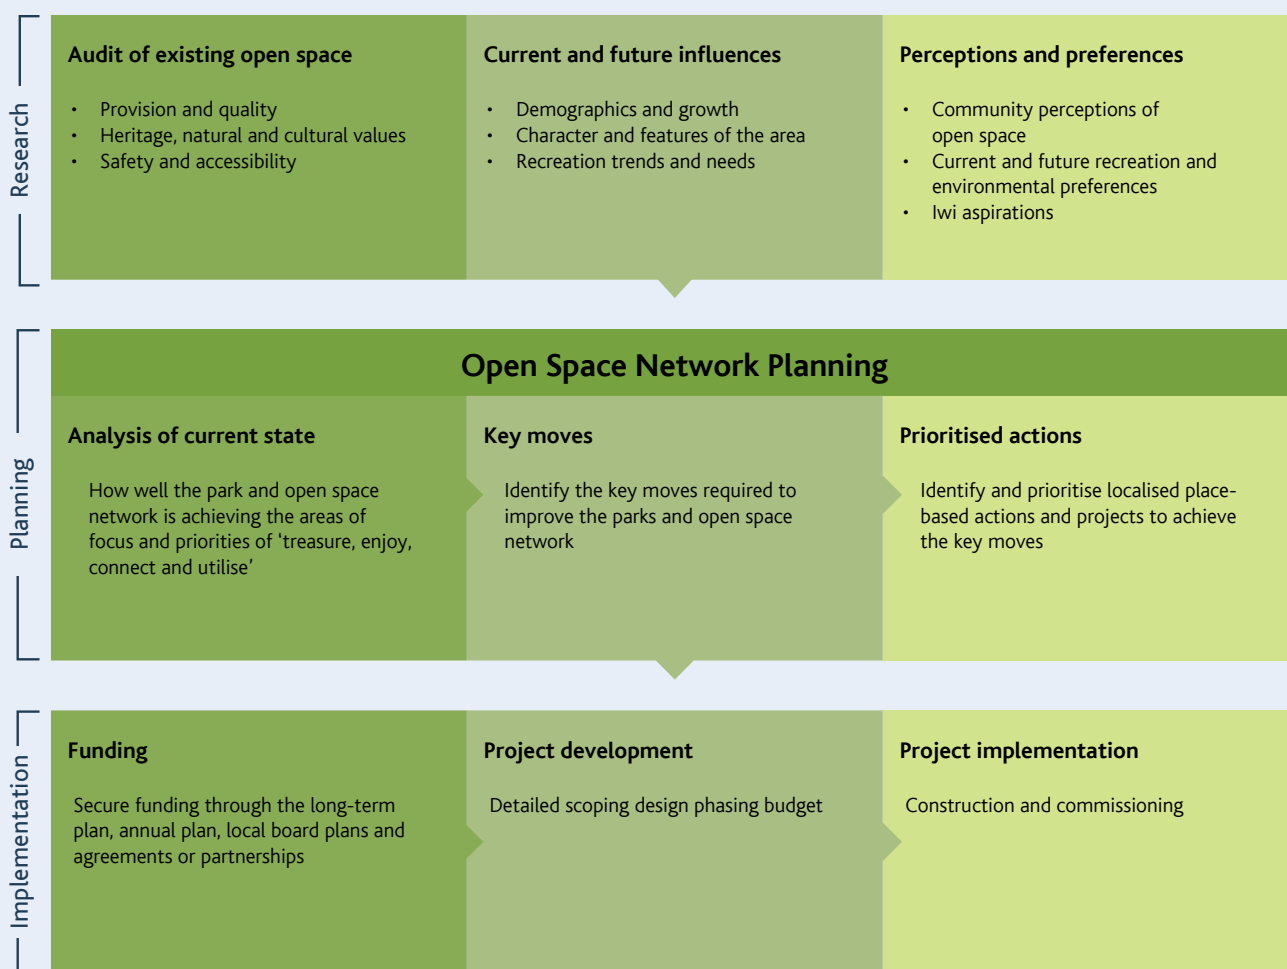 Research
Audit of existing open space
• Provision and quality
• Heritage, natural and cultural values
• Safety and accessibility
Current and future influences
• Demographics and growth
• Character and features of the area
• Recreation trends and needs
Perceptions and preferences
• Community perceptions of
open space
• Current and future recreation and
environmental preferences
• Iwi aspirations
Planning
Open Space Network Planning
Analysis of current state
How well the park and open space
network is achieving the areas of
focus and priorities of ‘treasure, enjoy,
connect and utilise’
Key moves
Identify the key moves required to
improve the parks and open space
network
Prioritised actions
Identify and prioritise localised place-
based actions and projects to achieve
the key moves
Implementation
Funding
Secure funding through the long-term
plan, annual plan, local board plans and
agreements or partnerships
Project development
Detailed scoping design phasing budget
Project implementation
Construction and commissioning